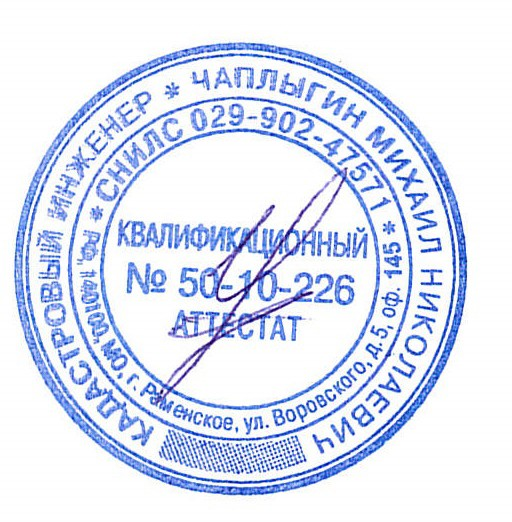 КАДАСТРОВЫЙ ИНЖЕНЕР * ЧАПЛЫГИН МИХАИЛ НИКОЛАЕВИЧ
* СНИЛС 029-902-47571 *
РФ, 140100, МО, г. Раменское, ул. Воровского, д.5, оф. 145
КВАЛИФИКАЦИОННЫЙ
№ 50-10-226
АТТЕСТАТ